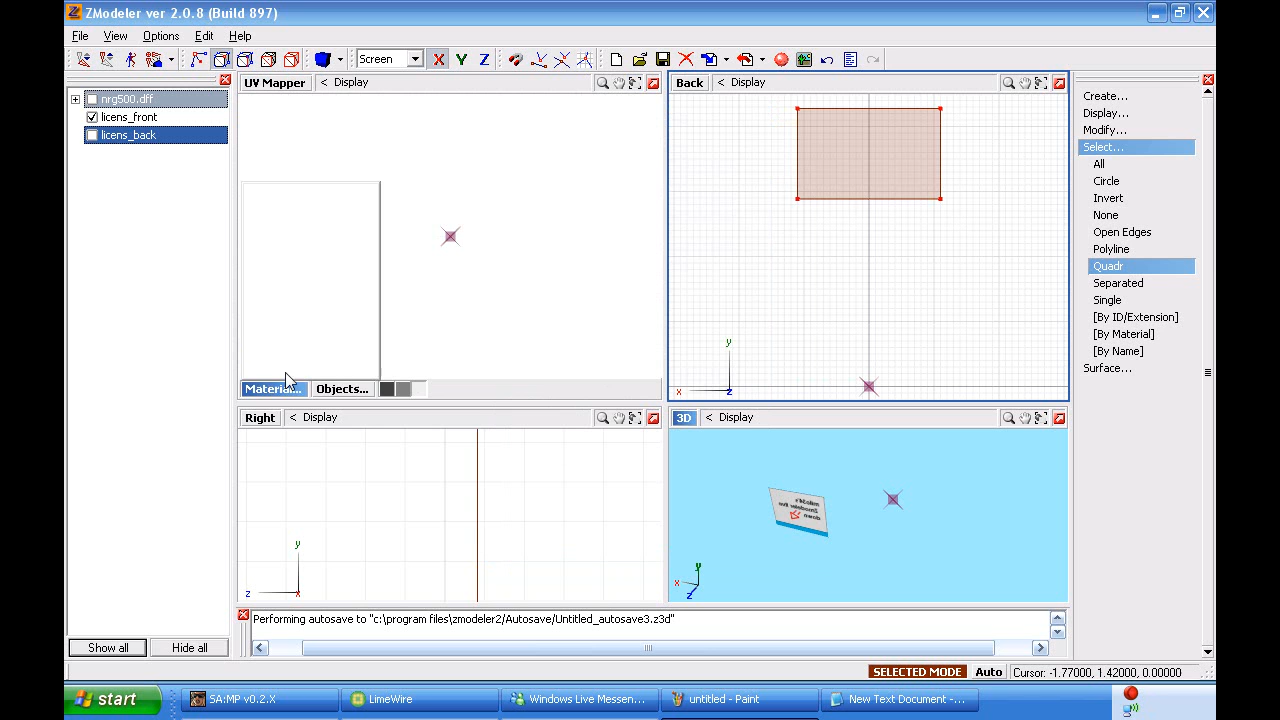 ZModeler ver 2.0.8 (Build 897)
File View Options Edit Help
Screen X Y Z
nrg500.dff
licens_front
licens_back
Show all Hide all
UV Mapper < Display
Objects...
Back < Display
y
x
z
Right < Display
y
z
x
3D < Display
y
x
z
Create...
Display...
Modify...
Select...
All
Circle
Invert
None
Open Edges
Polyline
Quadr
Separated
Single
[By ID/Extension]
[By Material]
[By Name]
Surface...
Performing autosave to "c:\program files\zmodeler2/Autosave/Untitled_autosave3.z3d"
SELECTED MODE Auto Cursor: -1.77000, 1.42000, 0.00000
start SA:MP v0.2.X LimeWire Windows Live Messen... untitled - Paint New Text Document -...